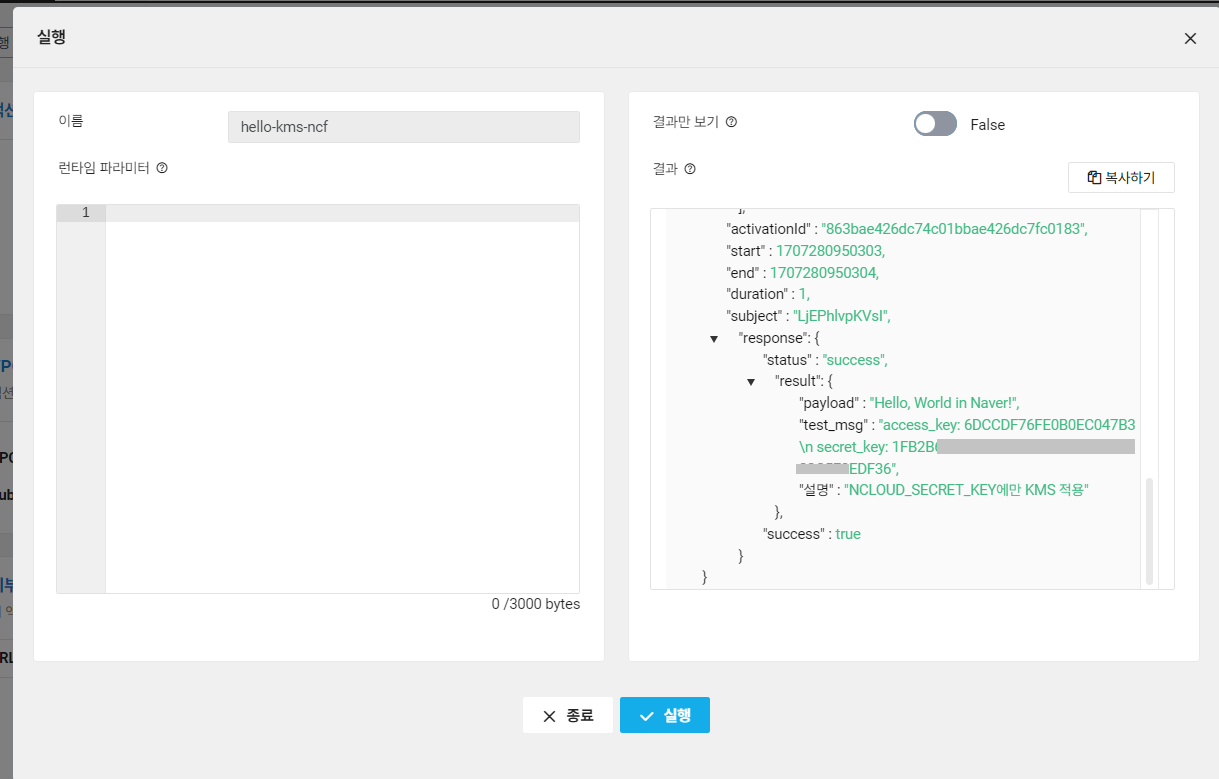 실행
이름
hello-kms-ncf
런타임 파라미터
1
0 /3000 bytes
결과만 보기
False
결과
복사하기
],
"activationId" : "863bae426dc74c01bbae426dc7fc0183",
"start" : 1707280950303,
"end" : 1707280950304,
"duration" : 1,
"subject" : "LjEPhlvpKVsI",
"response": {
"status" : "success",
"result": {
"payload" : "Hello, World in Naver!",
"test_msg" : "access_key: 6DCCDF76FE0B0EC047B3
\n secret_key: 1FB2B
EDF36",
"설명" : "NCLOUD_SECRET_KEY에만 KMS 적용"
},
"success" : true
}
}
종료
실행